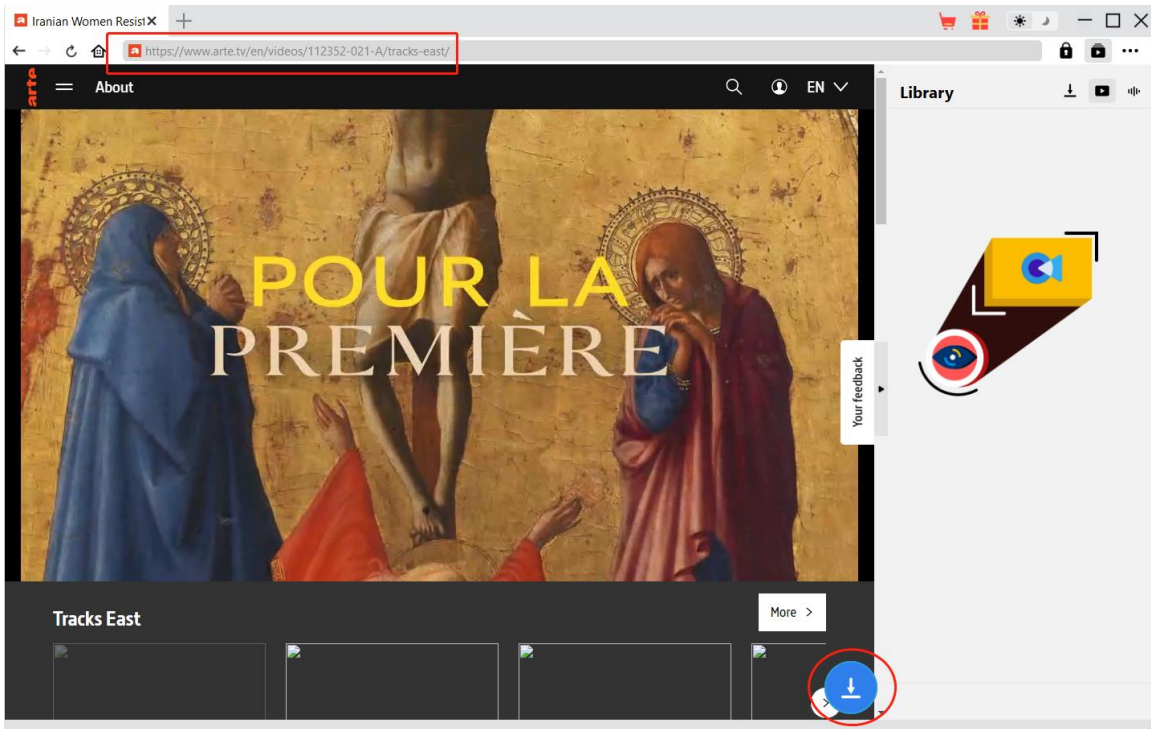 Iranian Women Resist
https://www.arte.tv/en/videos/112352-021-A/tracks-east/
arte
About
EN
Library
POUR LA
PREMIÈRE
Your feedback
Tracks East
More >